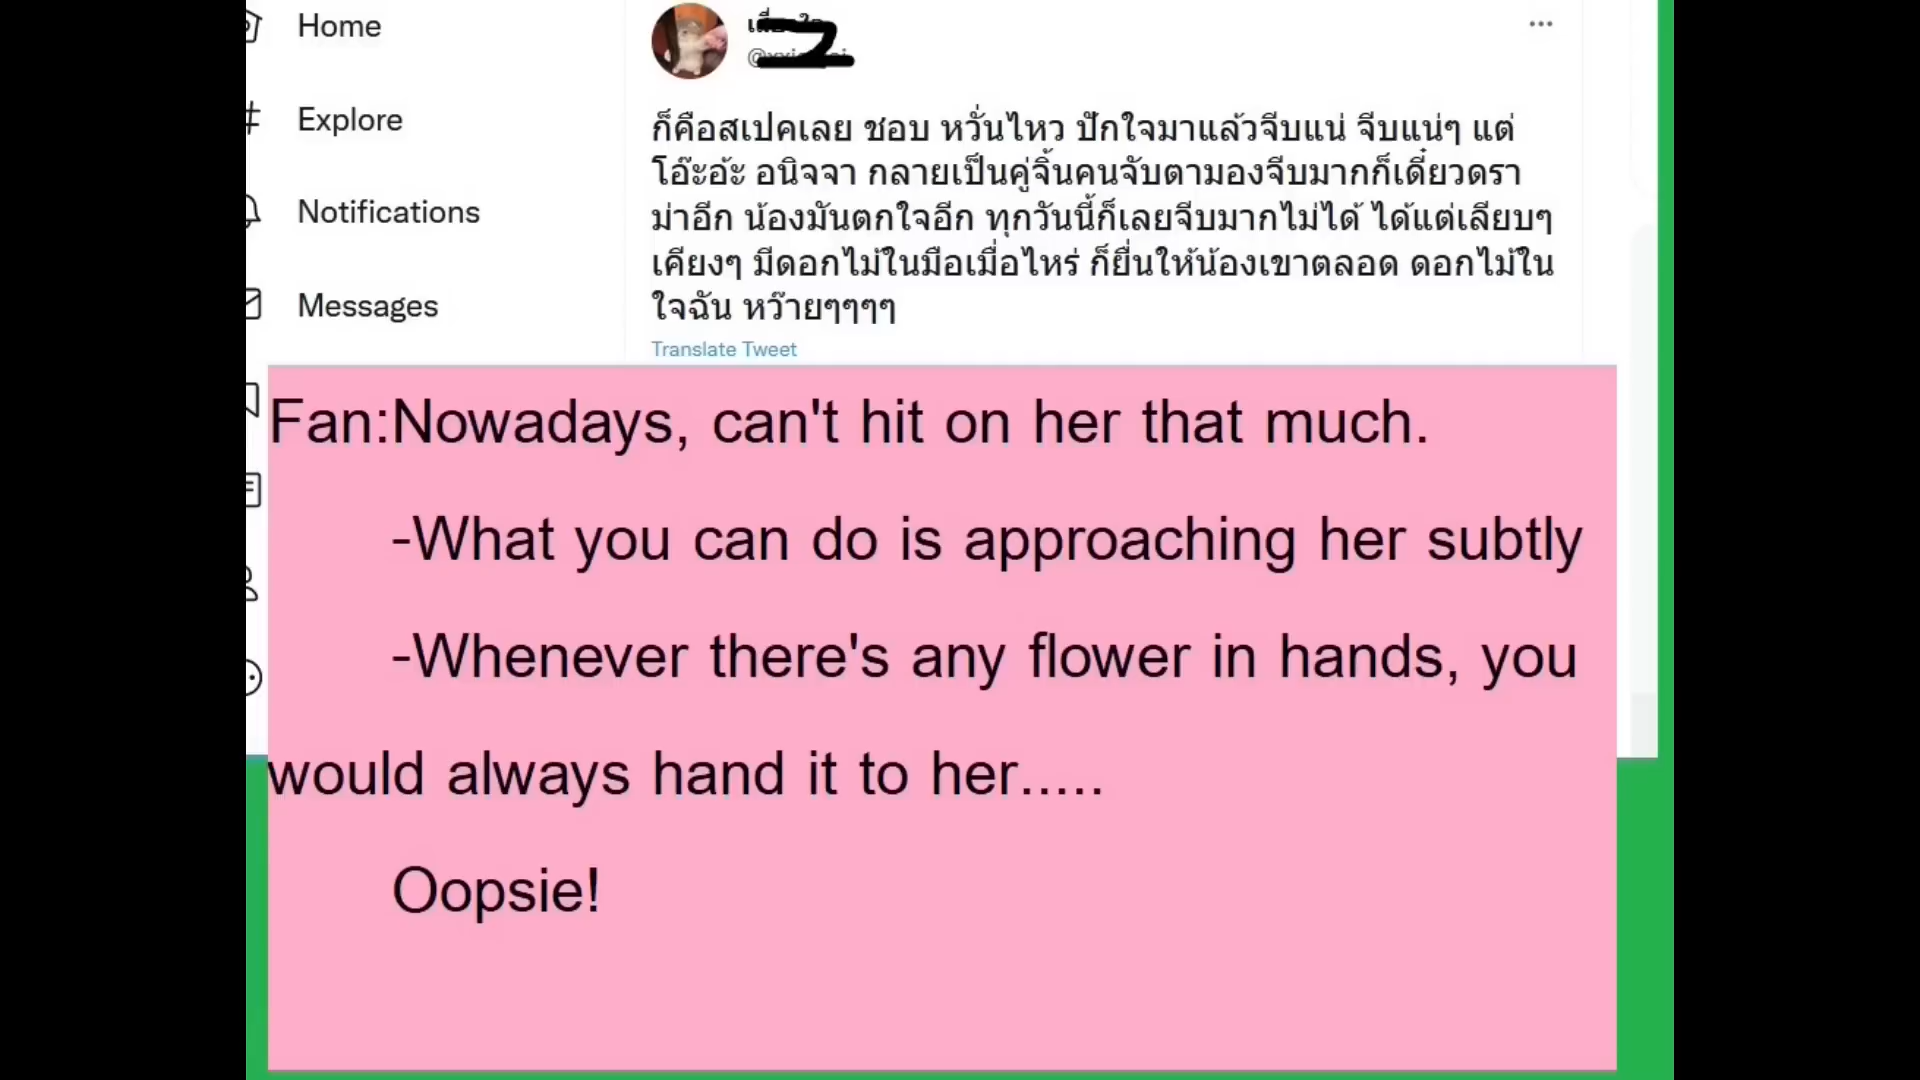 Home
Explore
Notifications
Messages
ก็คือสเปคเลย ชอบ หวั่นไหว ปักใจมาแล้วจีบแน่ จีบแน่ๆ แต่
โอ๊ะอ้ะ อนิจจา กลายเป็นคู่จิ้นคนจับตามองจีบมากก็เดี๋ยวดรา
ม่าอีก น้องมันตกใจอีก ทุกวันนี้ก็เลยจีบมากไม่ได้ ได้แต่เลียบๆ
เคียงๆ มีดอกไม้ในมือเมื่อไหร่ ก็ยื่นให้น้องเขาตลอด ดอกไม้ใน
ใจฉัน หว๊ายๆๆๆๆ
Translate Tweet
Fan:Nowadays, can't hit on her that much.
-What you can do is approaching her subtly
-Whenever there's any flower in hands, you
would always hand it to her.....
Oopsie!